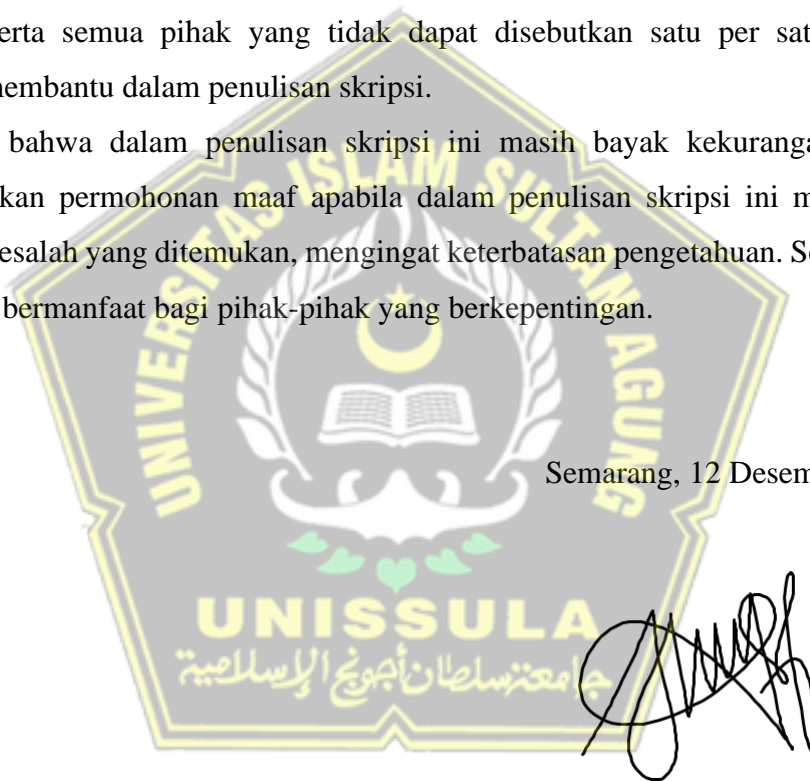 erta semua pihak yang tidak dapat disebutkan satu per sat
membantu dalam penulisan skripsi.
bahwa dalam penulisan skripsi ini masih bayak kekuranga
kan permohonan maaf apabila dalam penulisan skripsi ini m
esalah yang ditemukan, mengingat keterbatasan pengetahuan. Se
bermanfaat bagi pihak-pihak yang berkepentingan.
Semarang, 12 Desem
UNIVERSITAS ISLAM SULTAN AGUNG
UNISSULA
جامعة سلطان أجونج الإسلامية